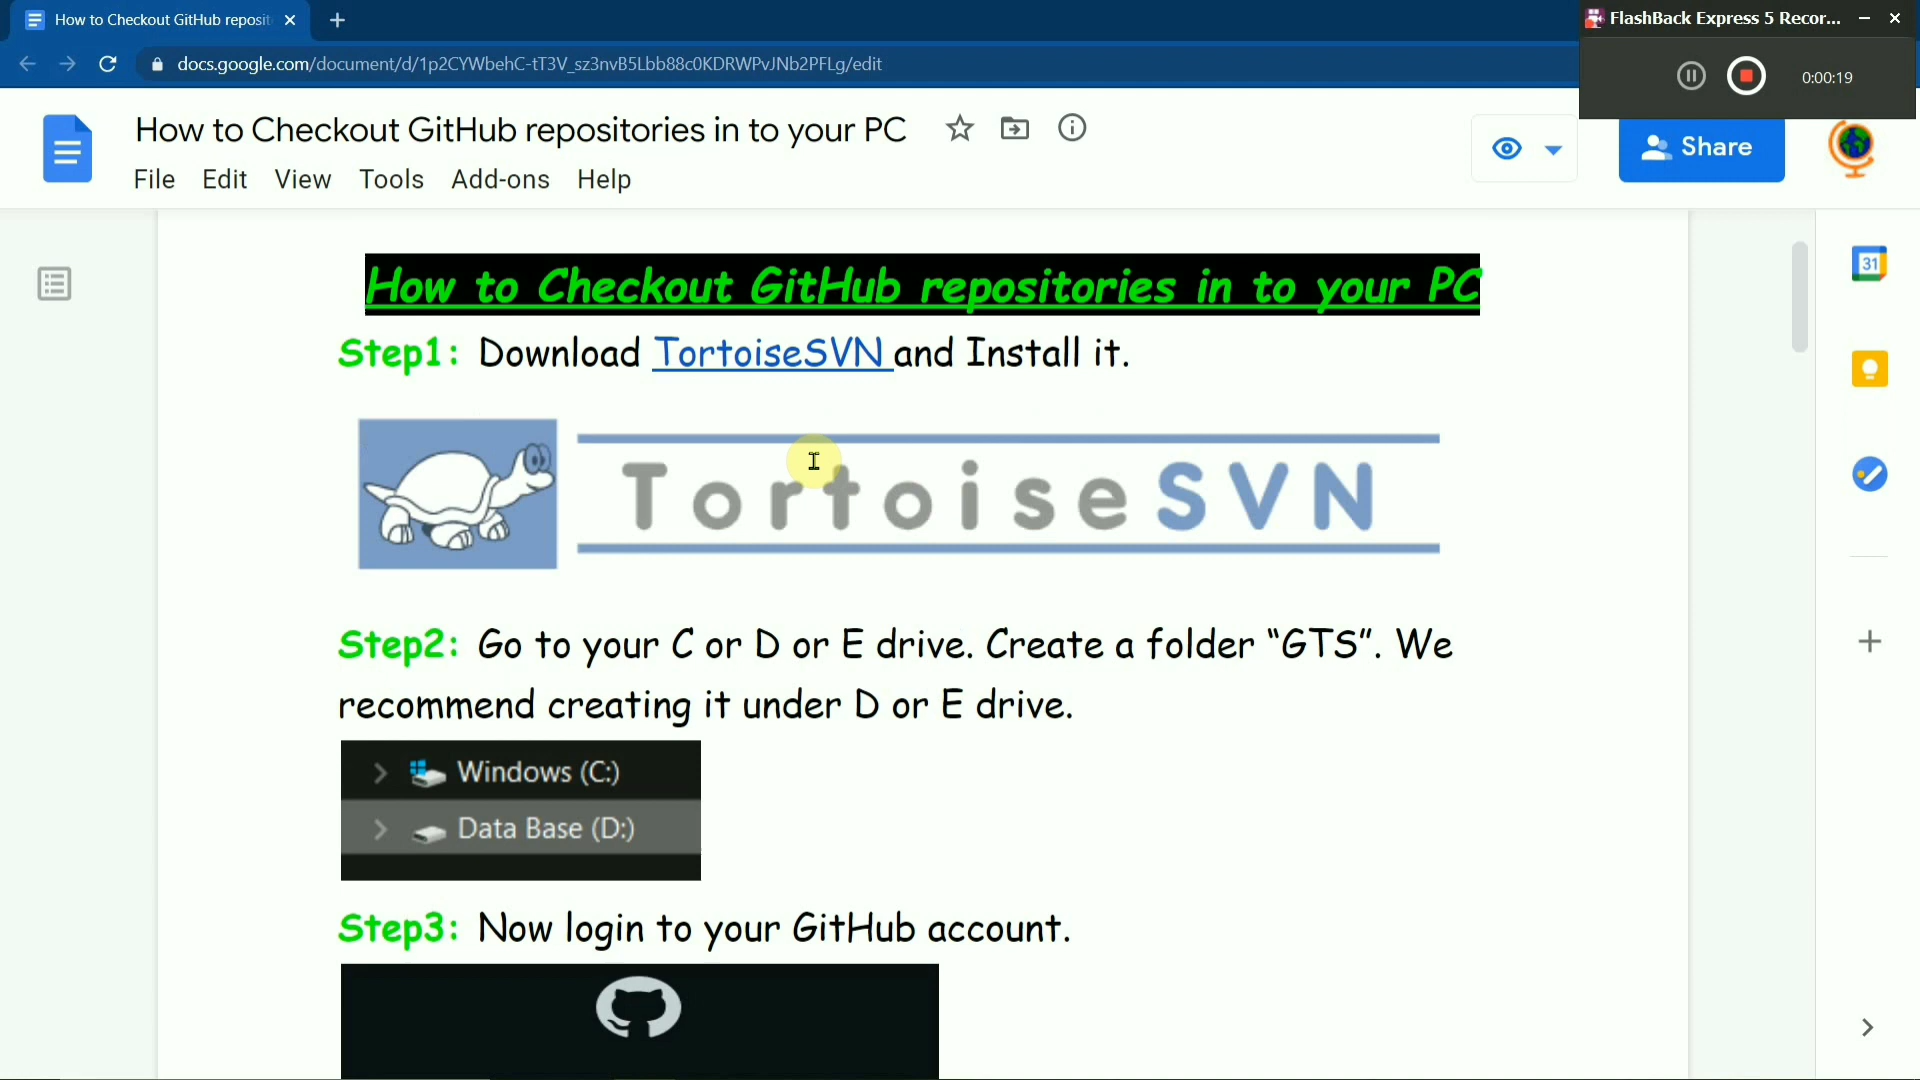 How to Checkout GitHub reposit
FlashBack Express 5 Recor...
docs.google.com/document/d/1p2CYWbehC-tT3V_sz3nvB5Lbb88c0KDRWPvJNb2PFLg/edit
0:00:19
How to Checkout GitHub repositories in to your PC
Share
File Edit View Tools Add-ons Help
How to Checkout GitHub repositories in to your PC
31
Step1: Download TortoiseSVN and Install it.
TortoiseSVN
Step2: Go to your C or D or E drive. Create a folder “GTS”. We
recommend creating it under D or E drive.
Windows (C:)
Data Base (D:)
Step3: Now login to your GitHub account.